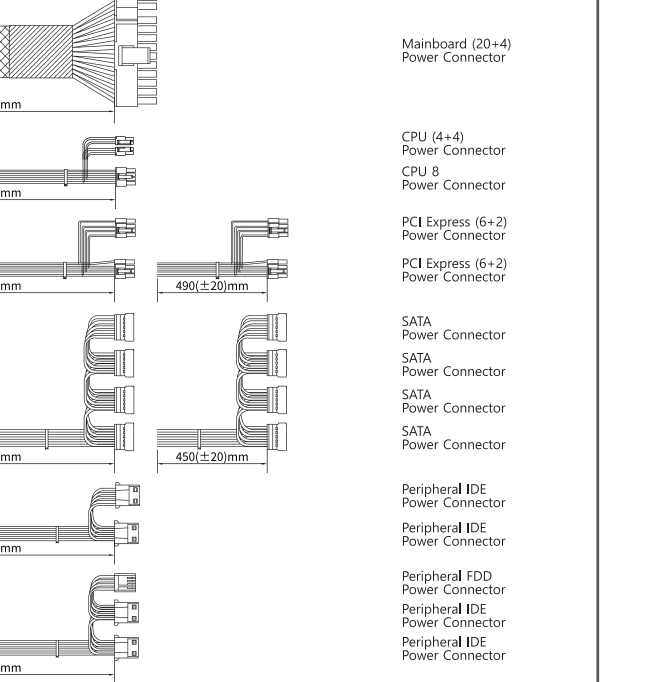 Mainboard (20+4)
Power Connector
mm
CPU (4+4)
Power Connector
CPU 8
Power Connector
mm
PCI Express (6+2)
Power Connector
PCI Express (6+2)
Power Connector
mm
490(±20)mm
SATA
Power Connector
SATA
Power Connector
SATA
Power Connector
SATA
Power Connector
mm
450(±20)mm
Peripheral IDE
Power Connector
Peripheral IDE
Power Connector
mm
Peripheral FDD
Power Connector
Peripheral IDE
Power Connector
Peripheral IDE
Power Connector
mm